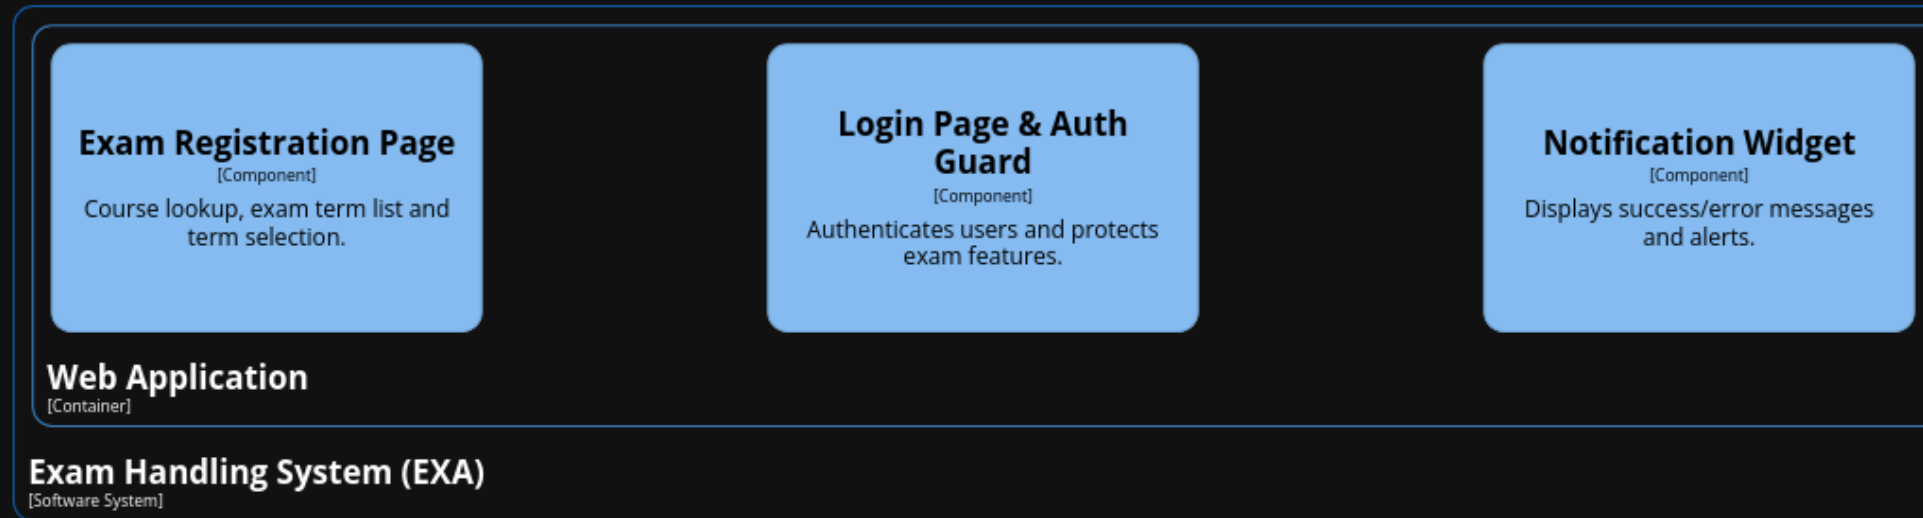 Exam Registration Page
[Component]
Course lookup, exam term list and
term selection.
Login Page & Auth
Guard
[Component]
Authenticates users and protects
exam features.
Notification Widget
[Component]
Displays success/error messages
and alerts.
Web Application
[Container]
Exam Handling System (EXA)
[Software System]